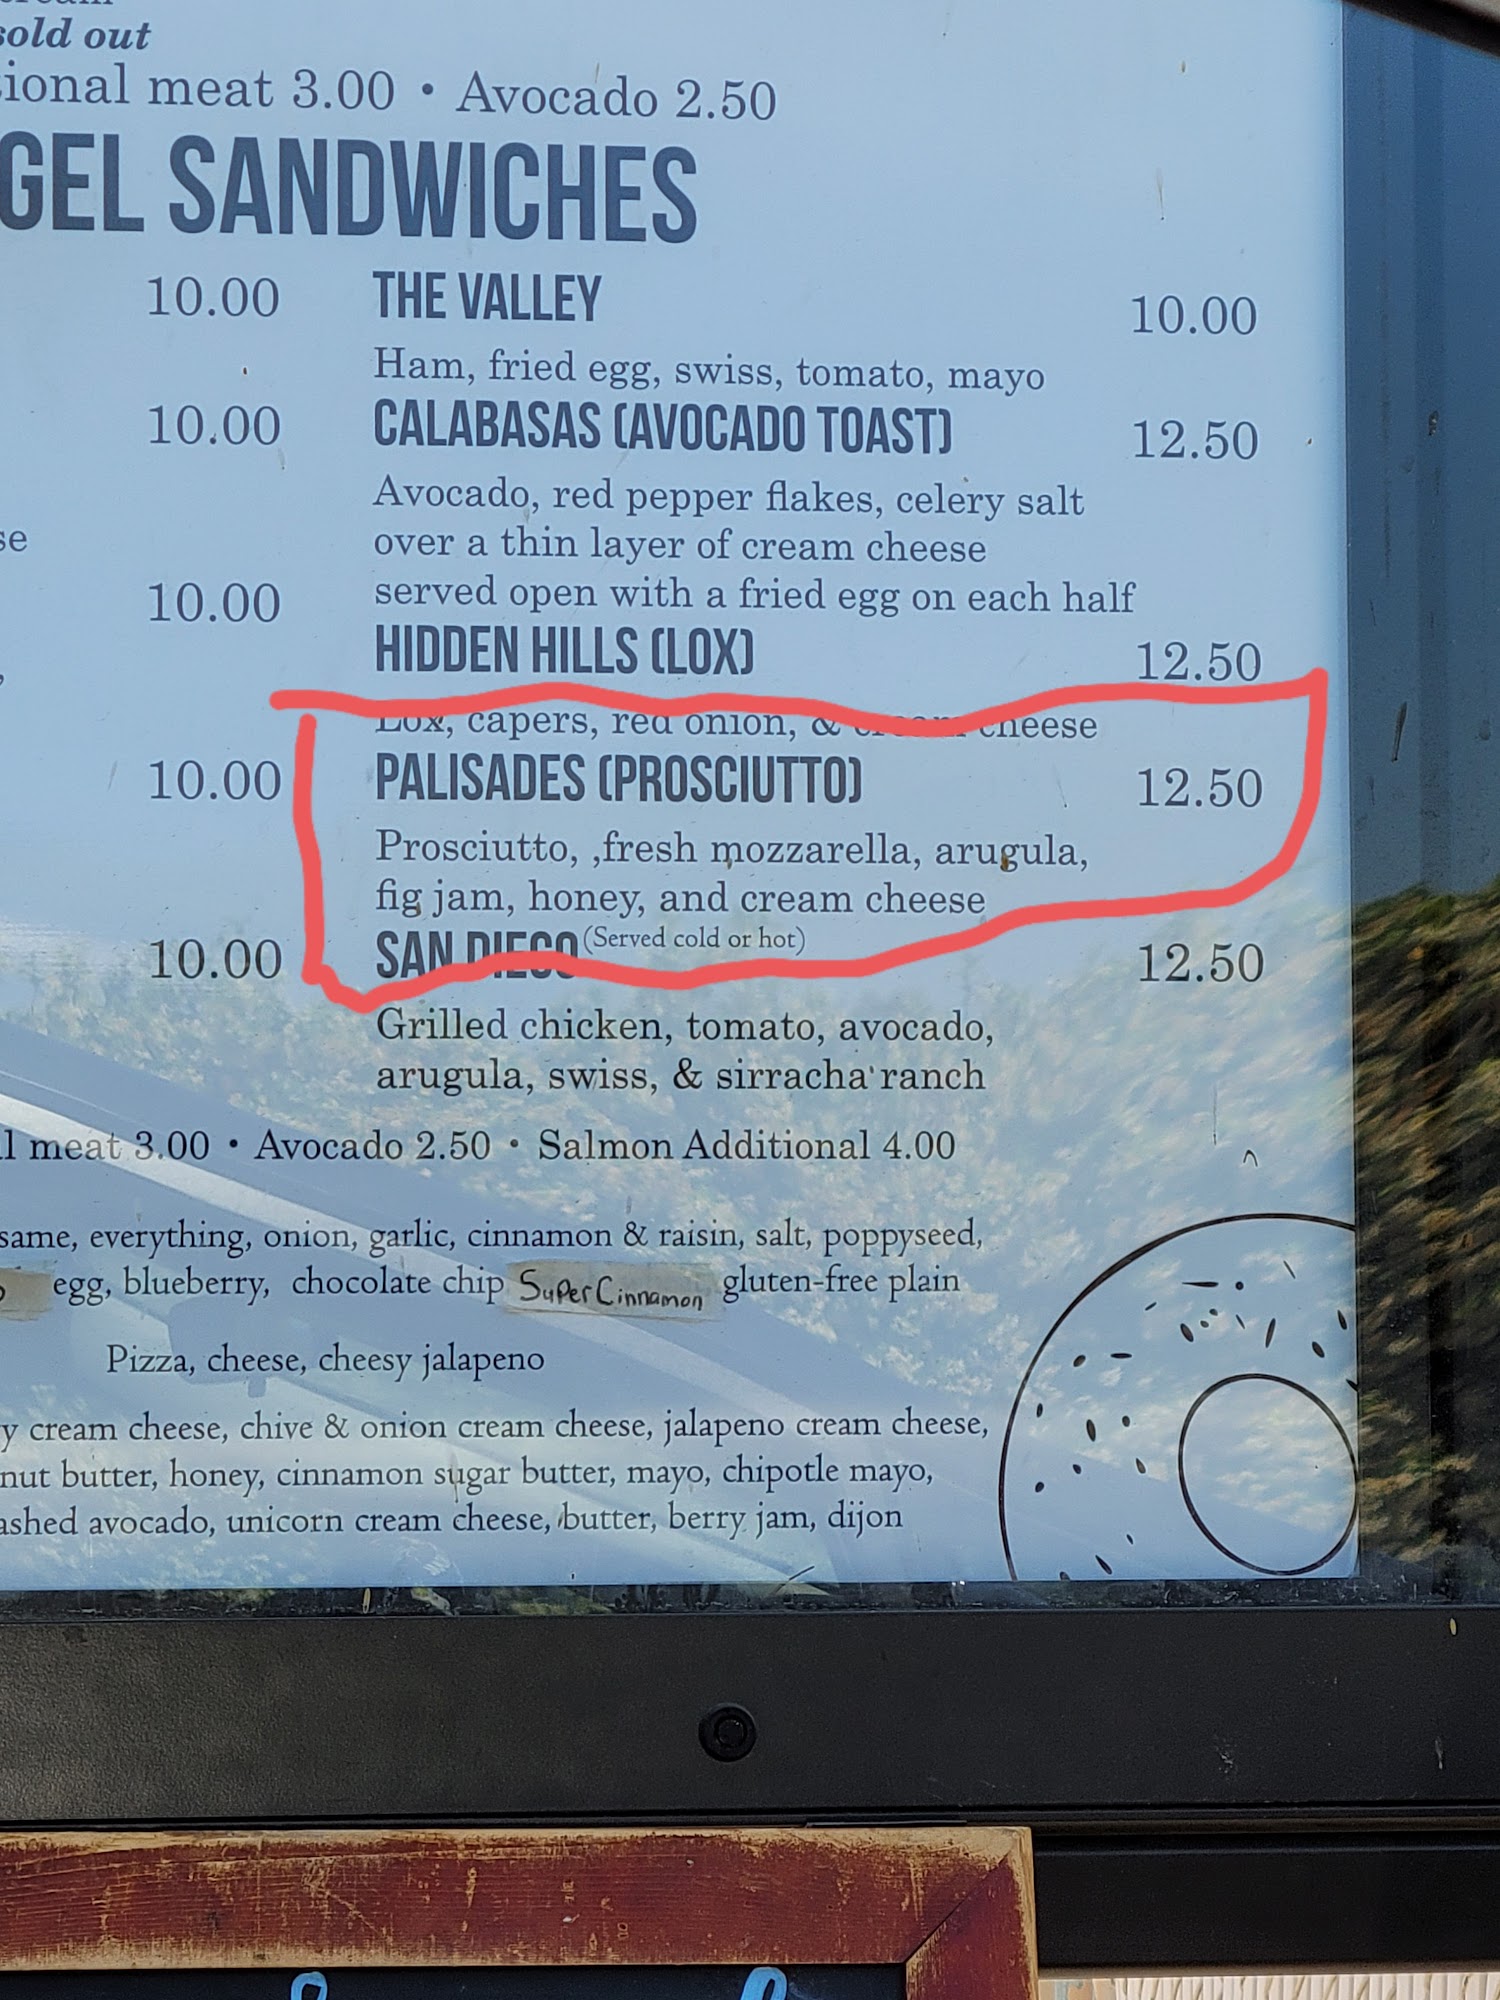 sold out
ional meat 3.00 • Avocado 2.50
GEL SANDWICHES
10.00 THE VALLEY 10.00
Ham, fried egg, swiss, tomato, mayo
10.00 CALABASAS (AVOCADO TOAST) 12.50
Avocado, red pepper flakes, celery salt
se over a thin layer of cream cheese
10.00 served open with a fried egg on each half
HIDDEN HILLS (LOX) 12.50
Lox, capers, red onion, & cream cheese
10.00 PALISADES (PROSCIUTTO) 12.50
Prosciutto, ,fresh mozzarella, arugula,
fig jam, honey, and cream cheese
10.00 SAN DIEGO (Served cold or hot) 12.50
Grilled chicken, tomato, avocado,
arugula, swiss, & sirracha ranch
l meat 3.00 • Avocado 2.50 • Salmon Additional 4.00
same, everything, onion, garlic, cinnamon & raisin, salt, poppyseed,
egg, blueberry, chocolate chip Super Cinnamon gluten-free plain
Pizza, cheese, cheesy jalapeno
y cream cheese, chive & onion cream cheese, jalapeno cream cheese,
nut butter, honey, cinnamon sugar butter, mayo, chipotle mayo,
ashed avocado, unicorn cream cheese, butter, berry jam, dijon